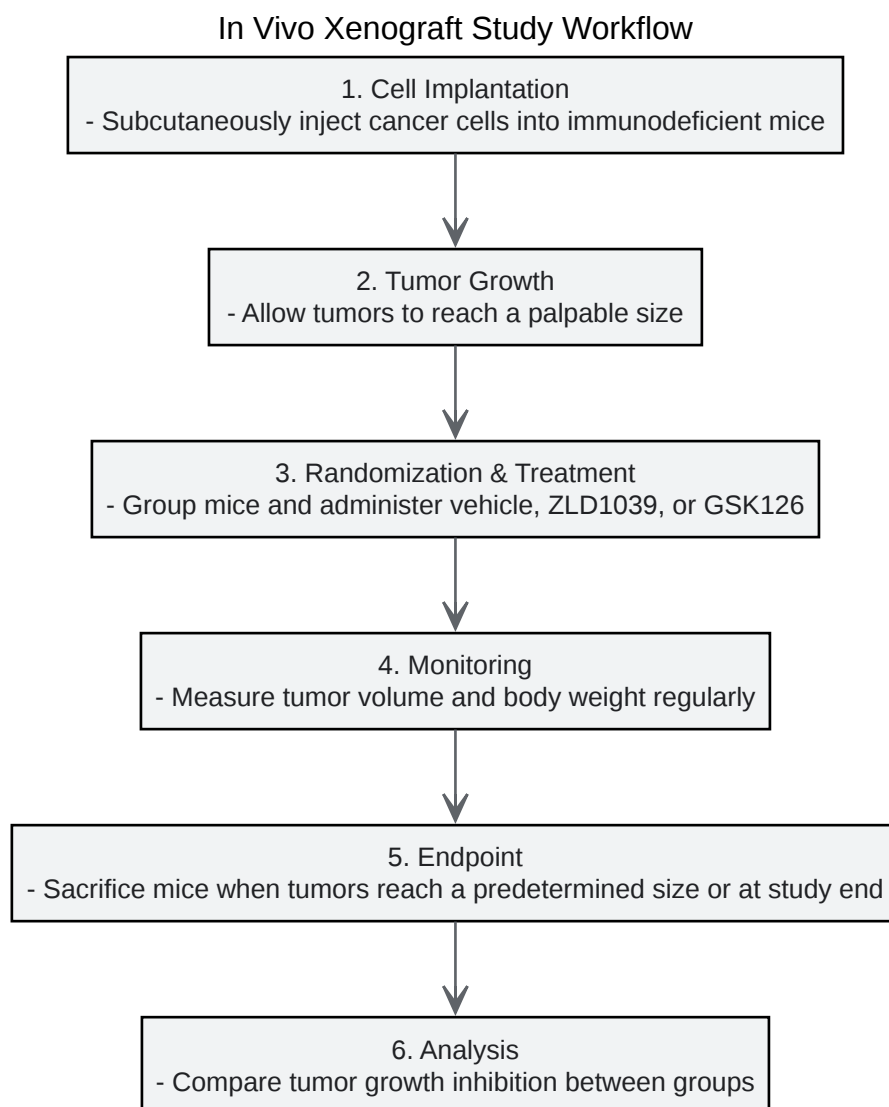 In Vivo Xenograft Study Workflow
1. Cell Implantation
- Subcutaneously inject cancer cells into immunodeficient mice
2. Tumor Growth
- Allow tumors to reach a palpable size
3. Randomization & Treatment
- Group mice and administer vehicle, ZLD1039, or GSK126
4. Monitoring
- Measure tumor volume and body weight regularly
5. Endpoint
- Sacrifice mice when tumors reach a predetermined size or at study end
6. Analysis
- Compare tumor growth inhibition between groups